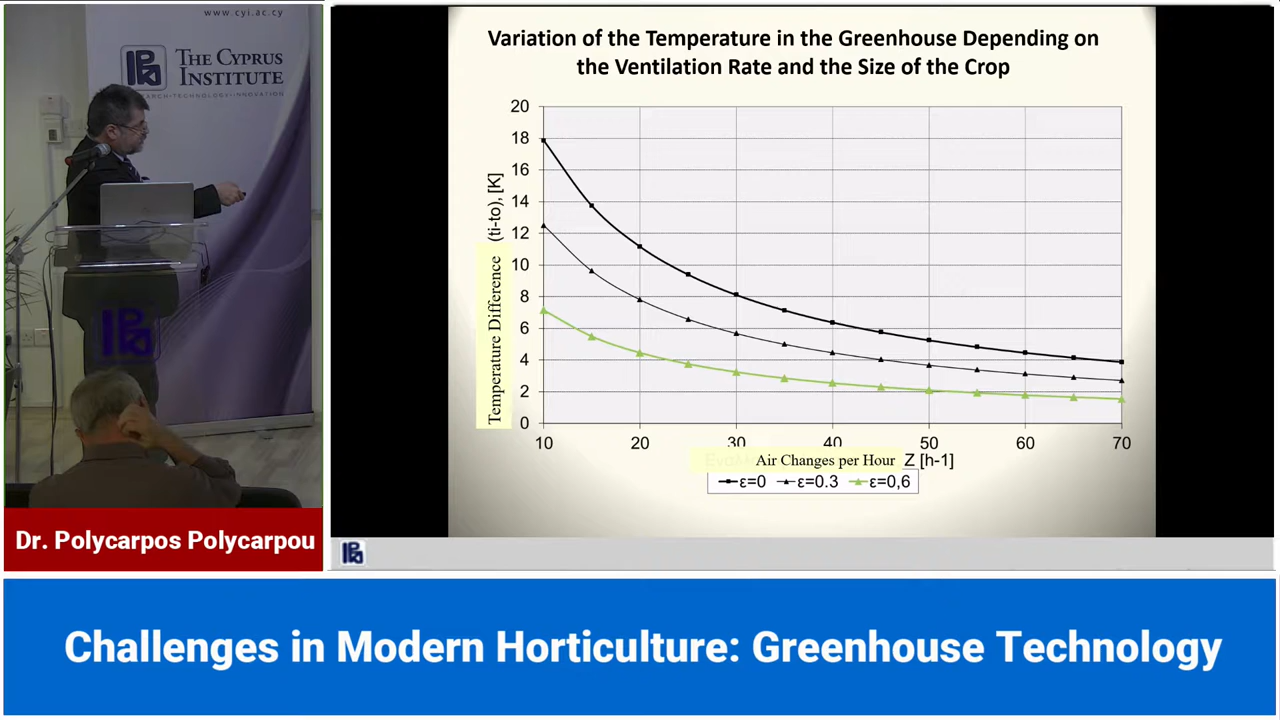 www.cyi.ac.cy
THE CYPRUS
INSTITUTE
RESEARCH•TECHNOLOGY•INNOVATION
Variation of the Temperature in the Greenhouse Depending on
the Ventilation Rate and the Size of the Crop
Temperature Difference (ti-to), [K]
20
18
16
14
12
10
8
6
4
2
0
10 20 30 40 50 60 70
Air Changes per Hour Z [h-1]
ε=0 ε=0.3 ε=0,6
Dr. Polycarpos Polycarpou
Challenges in Modern Horticulture: Greenhouse Technology